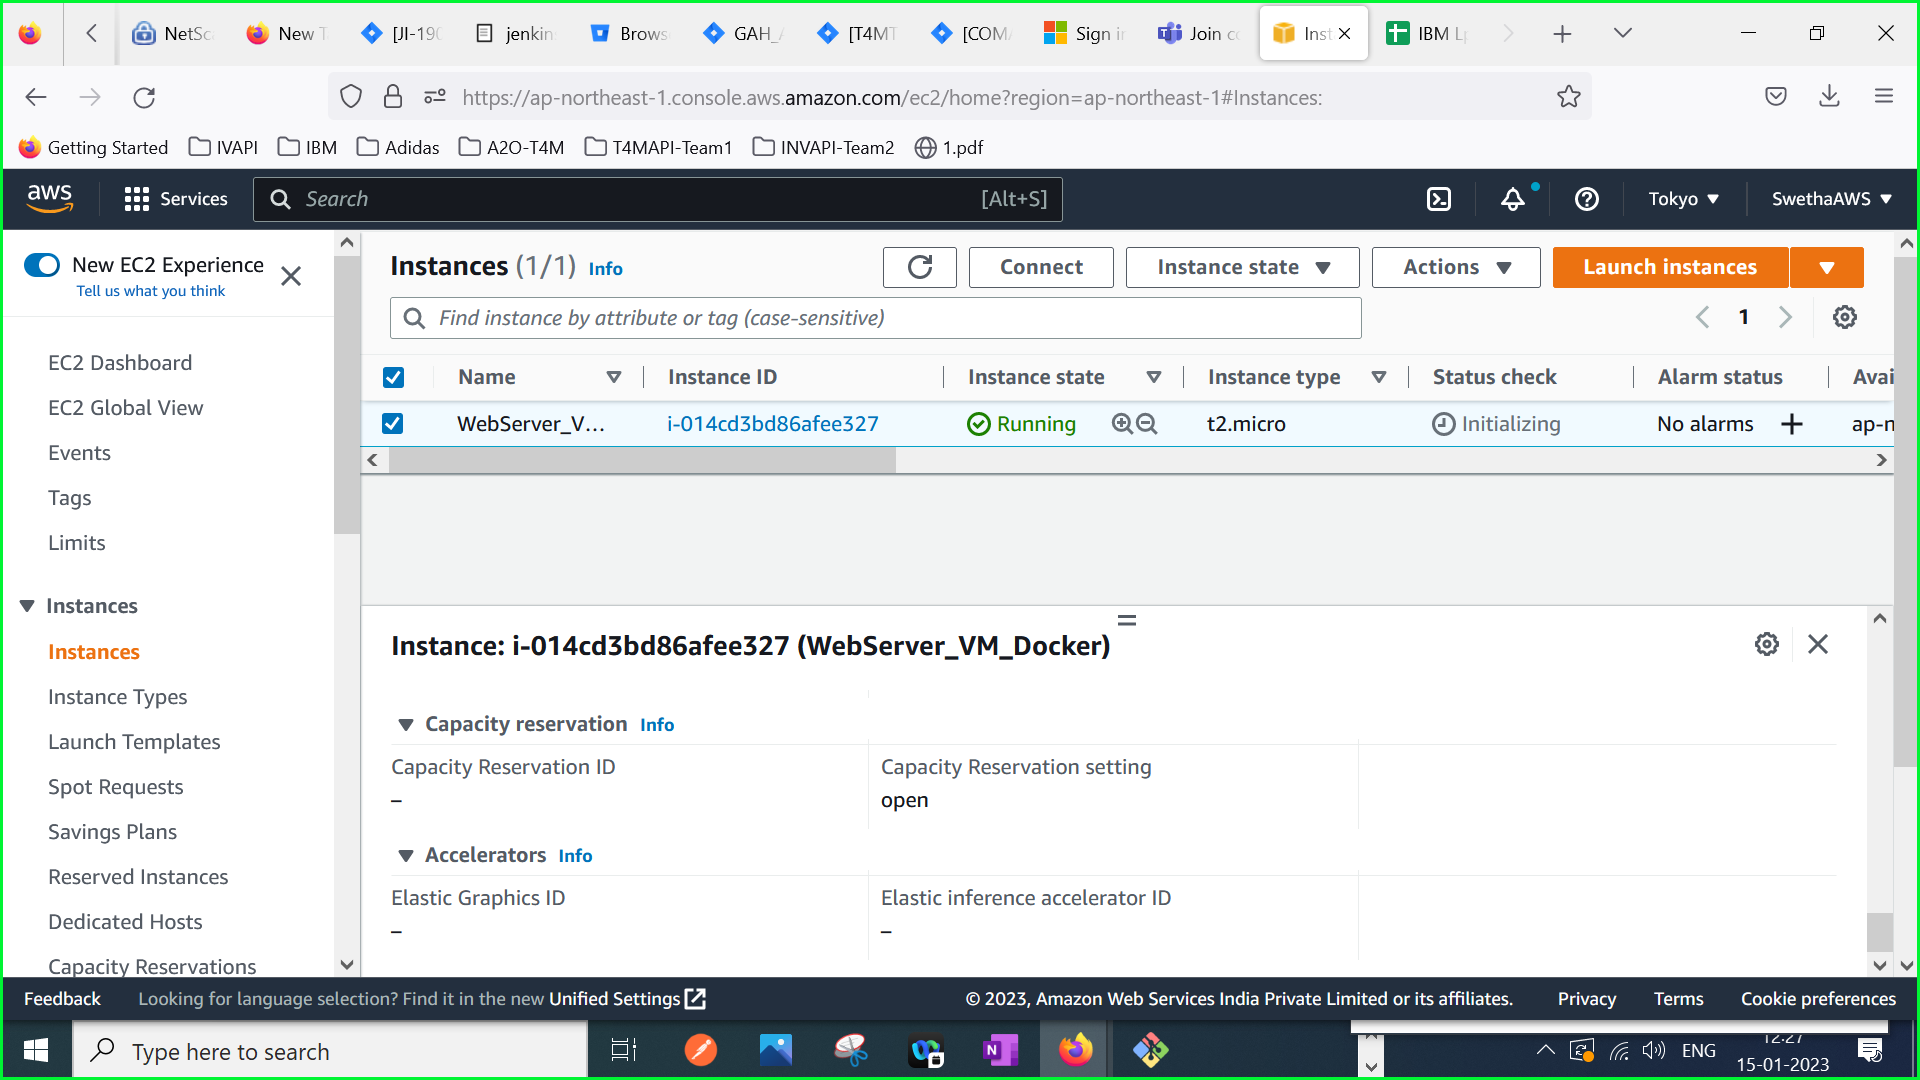 NetSc
New T
[JI-190
jenkin
Brows
GAH_A
[T4MT
[COMA
Sign in
Join co
Inst
IBM Lp
https://ap-northeast-1.console.aws.amazon.com/ec2/home?region=ap-northeast-1#Instances:
Getting Started
IVAPI
IBM
Adidas
A2O-T4M
T4MAPI-Team1
INVAPI-Team2
1.pdf
aws
Services
Search
[Alt+S]
Tokyo
SwethaAWS
New EC2 Experience
Tell us what you think
EC2 Dashboard
EC2 Global View
Events
Tags
Limits
Instances
Instances
Instance Types
Launch Templates
Spot Requests
Savings Plans
Reserved Instances
Dedicated Hosts
Capacity Reservations
Instances (1/1) Info
Connect
Instance state
Actions
Launch instances
Find instance by attribute or tag (case-sensitive)
1
Name
Instance ID
Instance state
Instance type
Status check
Alarm status
Avai
WebServer_V...
i-014cd3bd86afee327
Running
t2.micro
Initializing
No alarms
ap-n
Instance: i-014cd3bd86afee327 (WebServer_VM_Docker)
Capacity reservation Info
Capacity Reservation ID
–
Capacity Reservation setting
open
Accelerators Info
Elastic Graphics ID
–
Elastic inference accelerator ID
–
Feedback
Looking for language selection? Find it in the new Unified Settings
© 2023, Amazon Web Services India Private Limited or its affiliates.
Privacy
Terms
Cookie preferences
Type here to search
ENG
12:27
15-01-2023